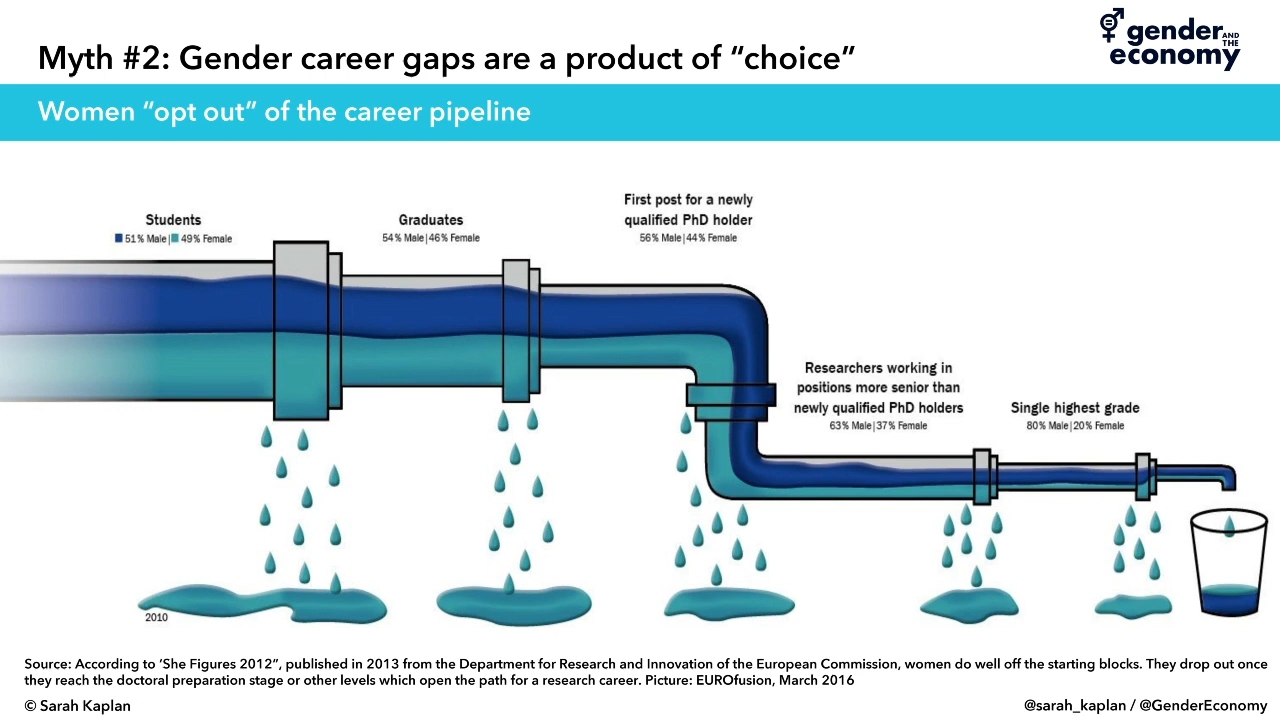 Myth #2: Gender career gaps are a product of “choice”
gender AND THE
economy
Women “opt out” of the career pipeline
Students
51% Male|49% Female
Graduates
54% Male|46% Female
First post for a newly
qualified PhD holder
56% Male|44% Female
Researchers working in
positions more senior than
newly qualified PhD holders
63% Male|37% Female
Single highest grade
80% Male|20% Female
2010
Source: According to ‘She Figures 2012”, published in 2013 from the Department for Research and Innovation of the European Commission, women do well off the starting blocks. They drop out once
they reach the doctoral preparation stage or other levels which open the path for a research career. Picture: EUROfusion, March 2016
© Sarah Kaplan
@sarah_kaplan / @GenderEconomy